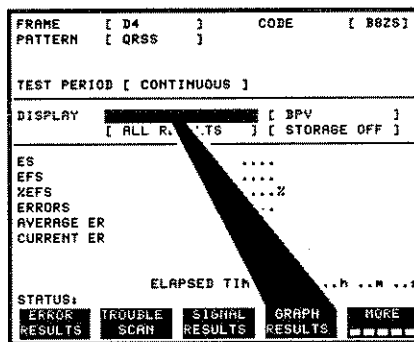 FRAME [ D4 ] CODE [ B8ZS]
PATTERN [ QRSS ]
TEST PERIOD [ CONTINUOUS ]
DISPLAY [ BPV ]
[ ALL ] [ STORAGE OFF ]
ES ....
EFS ....
%EFS ...%
ERRORS ..
AVERAGE ER
CURRENT ER
ELAPSED ..h ..m
STATUS:
ERROR TROUBLE SIGNAL GRAPH MORE
RESULTS SCAN RESULTS RESULTS